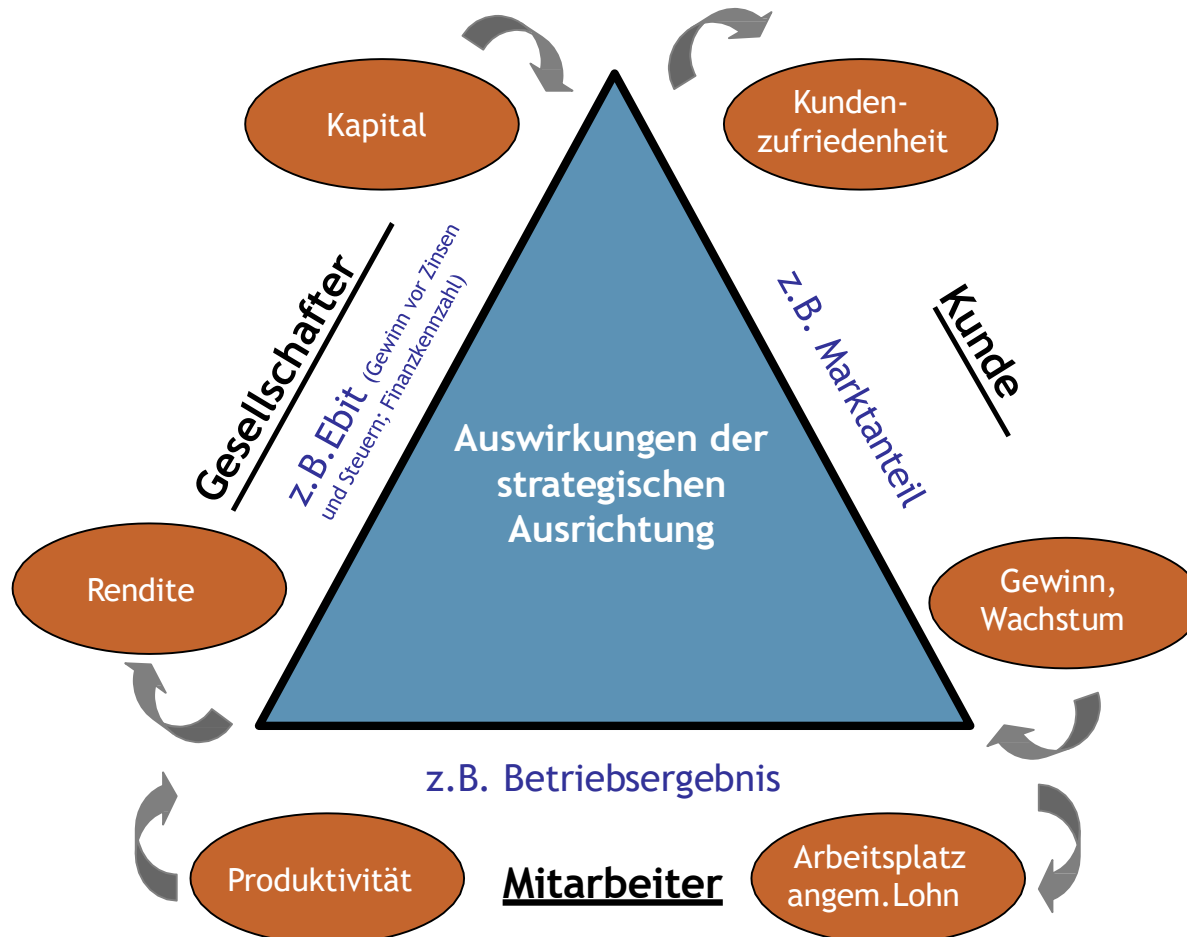 Kapital
Kunden-
zufriedenheit
Gesellschafter
z.B.Ebit (Gewinn vor Zinsen
und Steuern; Finanzkennzahl)
z.B. Marktanteil
Kunde
Auswirkungen der
strategischen
Ausrichtung
Rendite
Gewinn,
Wachstum
z.B. Betriebsergebnis
Produktivität
Mitarbeiter
Arbeitsplatz
angem.Lohn